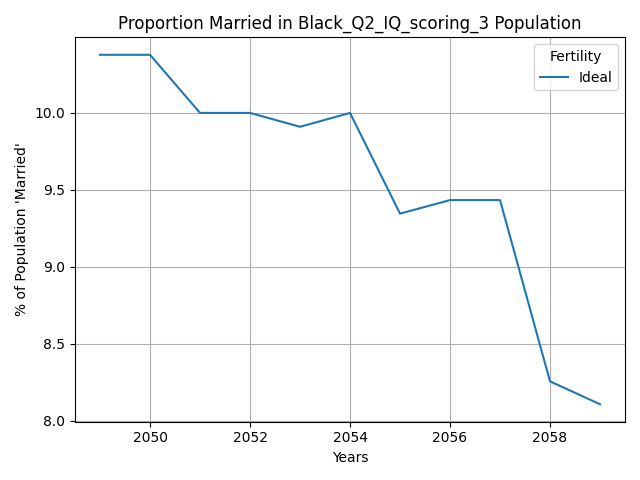 Proportion Married in Black_Q2_IQ_scoring_3 Population
Fertility
Ideal
% of Population 'Married'
10.0
9.5
9.0
8.5
8.0
2050 2052 2054 2056 2058
Years